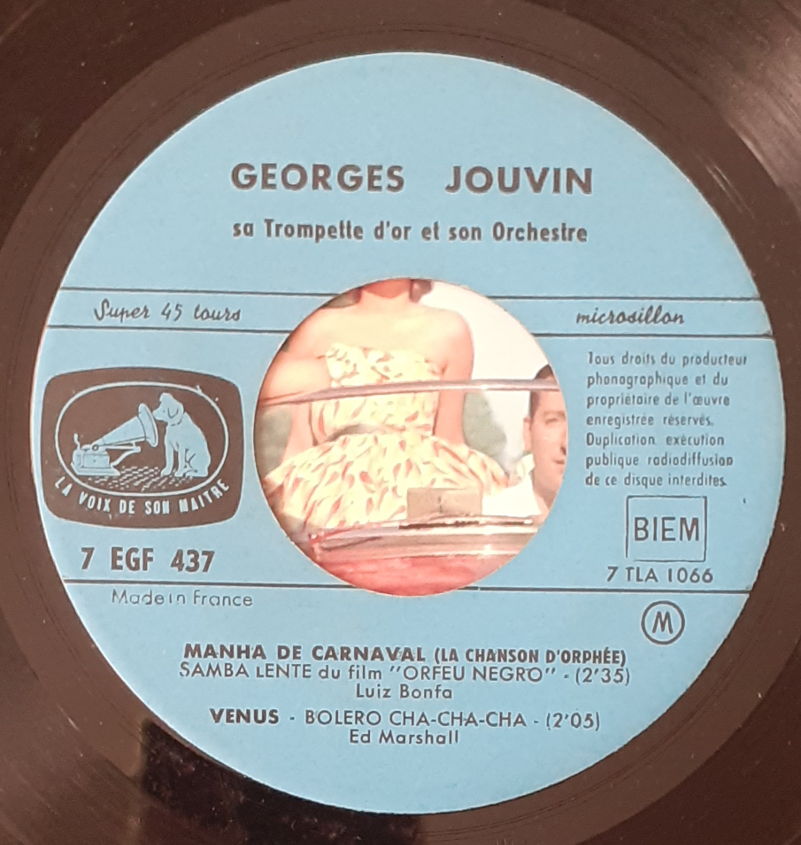 GEORGES JOUVIN
sa Trompette d'or et son Orchestre
Super 45 tours
microsillon
Tous droits du producteur
phonographique et du
propriétaire de l'œuvre
enregistrée réservés.
Duplication exécution
publique radiodiffusion
de ce disque interdites.
LA VOIX DE SON MAITRE
BIEM
7 EGF 437
7 TLA 1066
Made in France
M
MANHA DE CARNAVAL (LA CHANSON D'ORPHÉE)
SAMBA LENTE du film "ORFEU NEGRO" - (2'35)
Luiz Bonfa
VENUS - BOLERO CHA-CHA-CHA - (2'05)
Ed Marshall